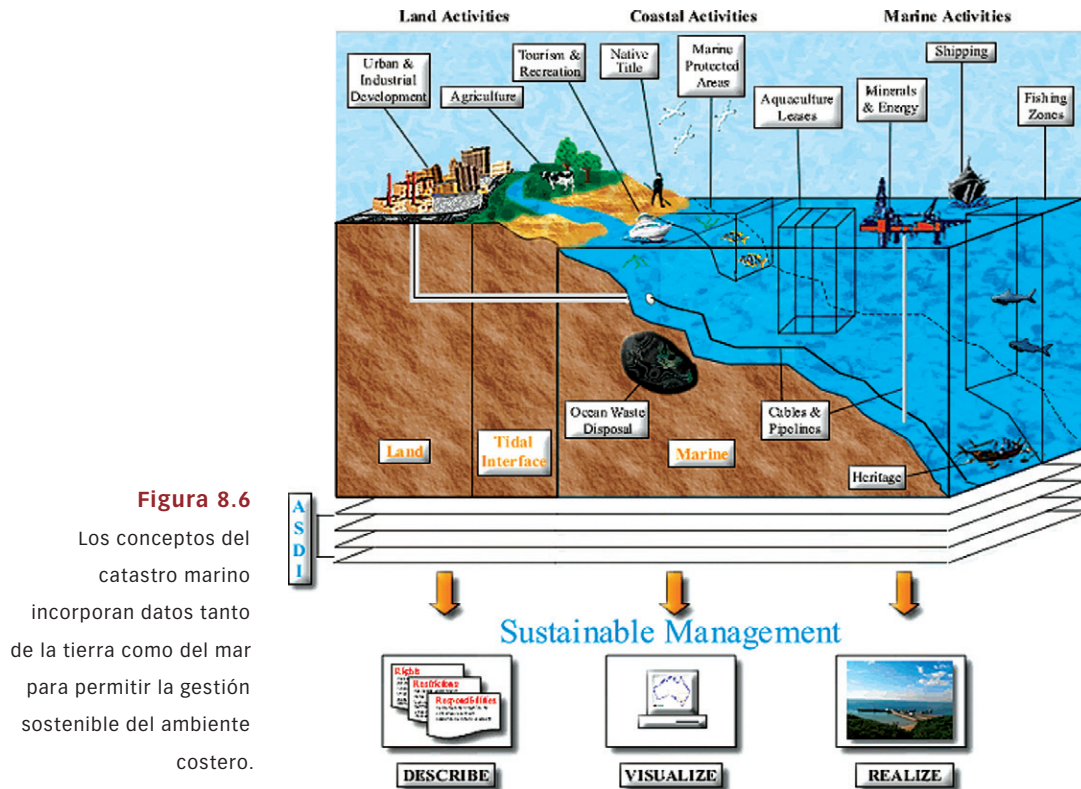 Land Activities
Coastal Activities
Marine Activities
Urban &
Industrial
Development
Agriculture
Tourism &
Recreation
Native
Title
Marine
Protected
Areas
Aquaculture
Leases
Minerals
& Energy
Shipping
Fishing
Zones
Ocean Waste
Disposal
Cables &
Pipelines
Heritage
Land
Tidal
Interface
Marine
Figura 8.6
Los conceptos del
catastro marino
incorporan datos tanto
de la tierra como del mar
para permitir la gestión
sostenible del ambiente
costero.
A
S
D
I
Sustainable Management
Rights
Restrictions
Responsibilities
DESCRIBE
VISUALIZE
REALIZE